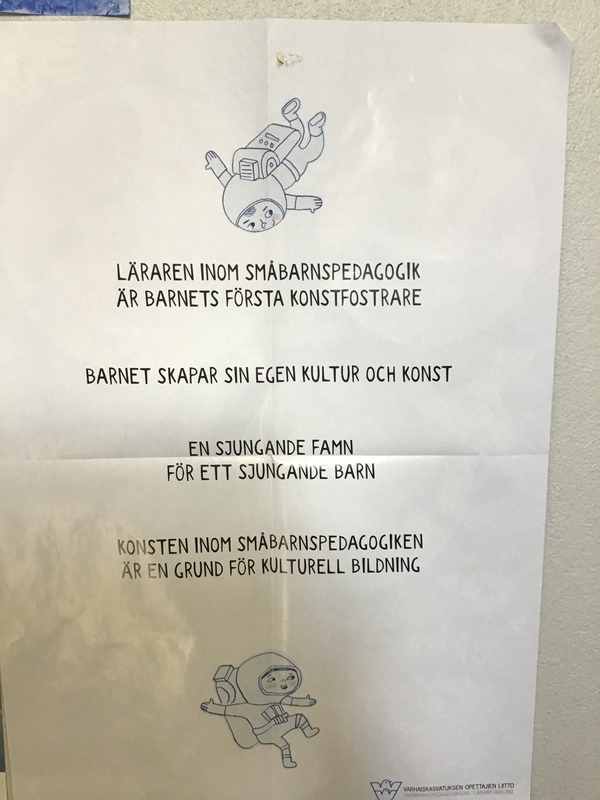 LÄRAREN INOM SMÅBARNSPEDAGOGIK
ÄR BARNETS FÖRSTA KONSTFOSTRARE
BARNET SKAPAR SIN EGEN KULTUR OCH KONST
EN SJUNGANDE FAMN
FÖR ETT SJUNGANDE BARN
KONSTEN INOM SMÅBARNSPEDAGOGIKEN
ÄR EN GRUND FÖR KULTURELL BILDNING
VARHAISKASVATUKSEN OPETTAJIEN LIITTO